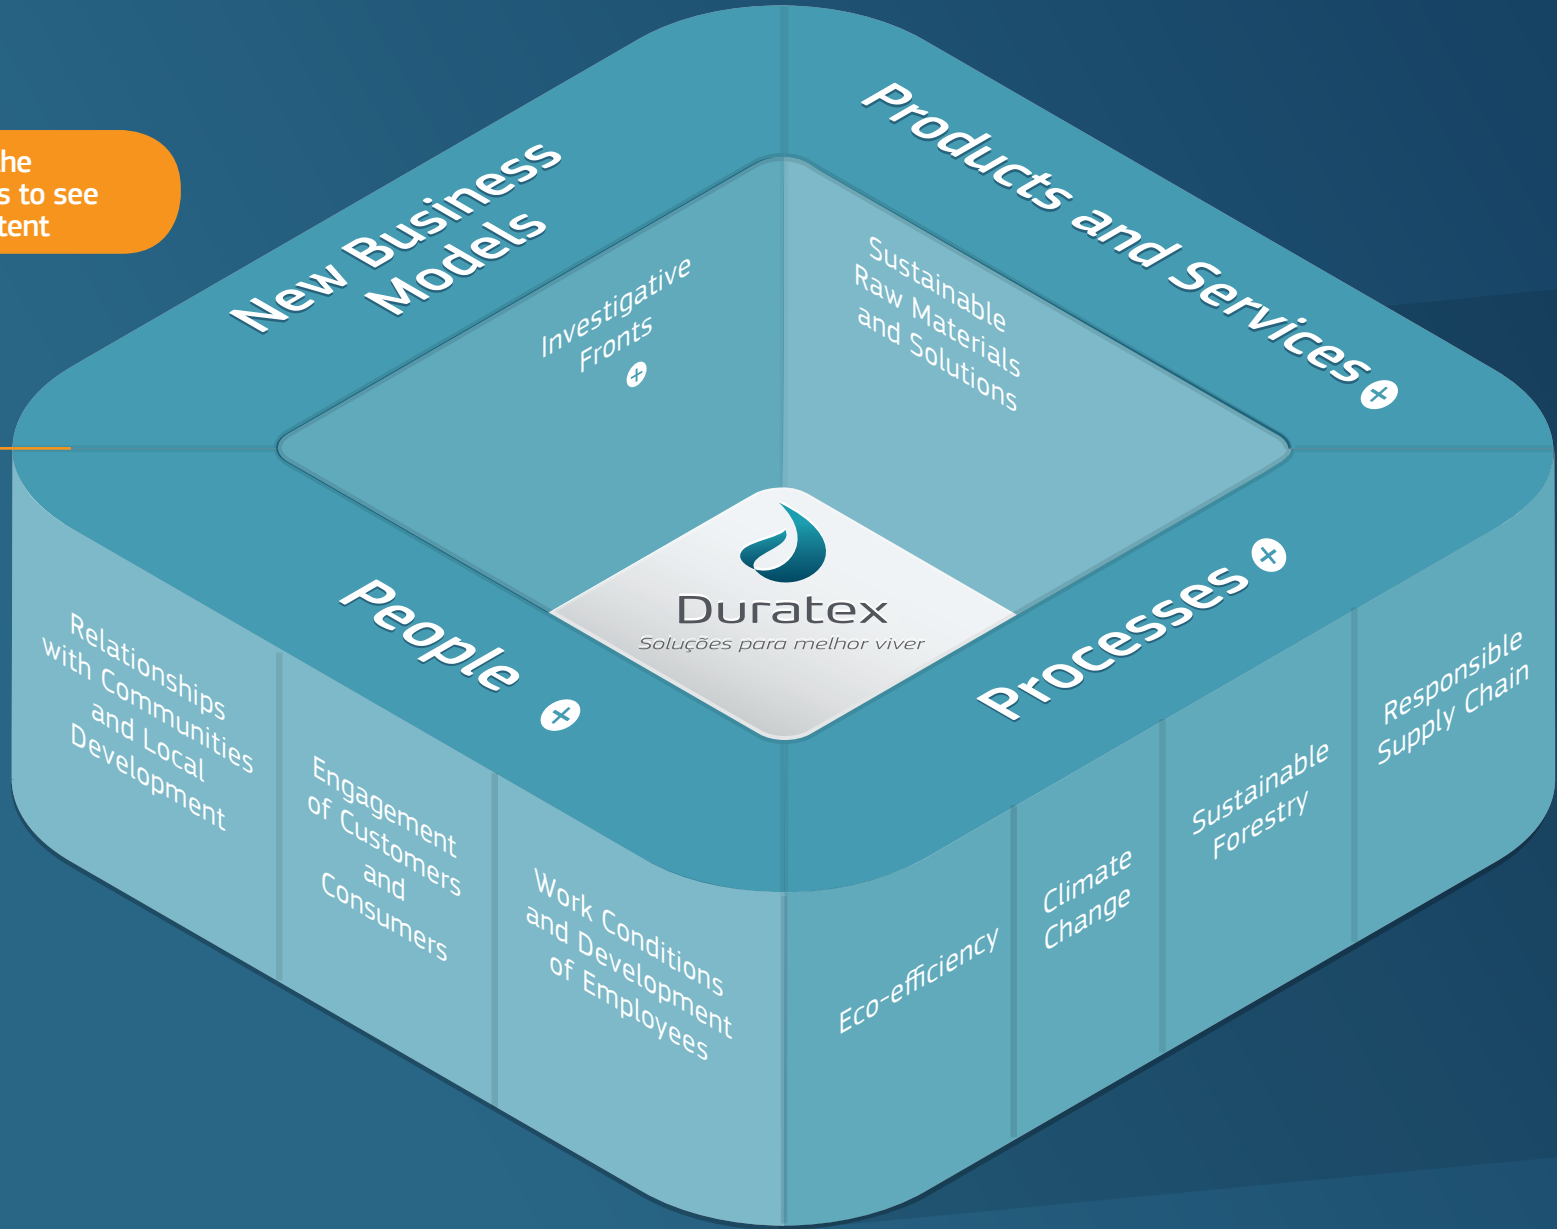 he
s to see
tent
New Business
Models
Products and Services
Investigative
Fronts
Sustainable
Raw Materials
and Solutions
Duratex
Soluções para melhor viver
People
Processes
Relationships
with Communities
and Local
Development
Engagement
of Customers
and
Consumers
Work Conditions
and Development
of Employees
Eco-efficiency
Climate
Change
Sustainable
Forestry
Responsible
Supply Chain